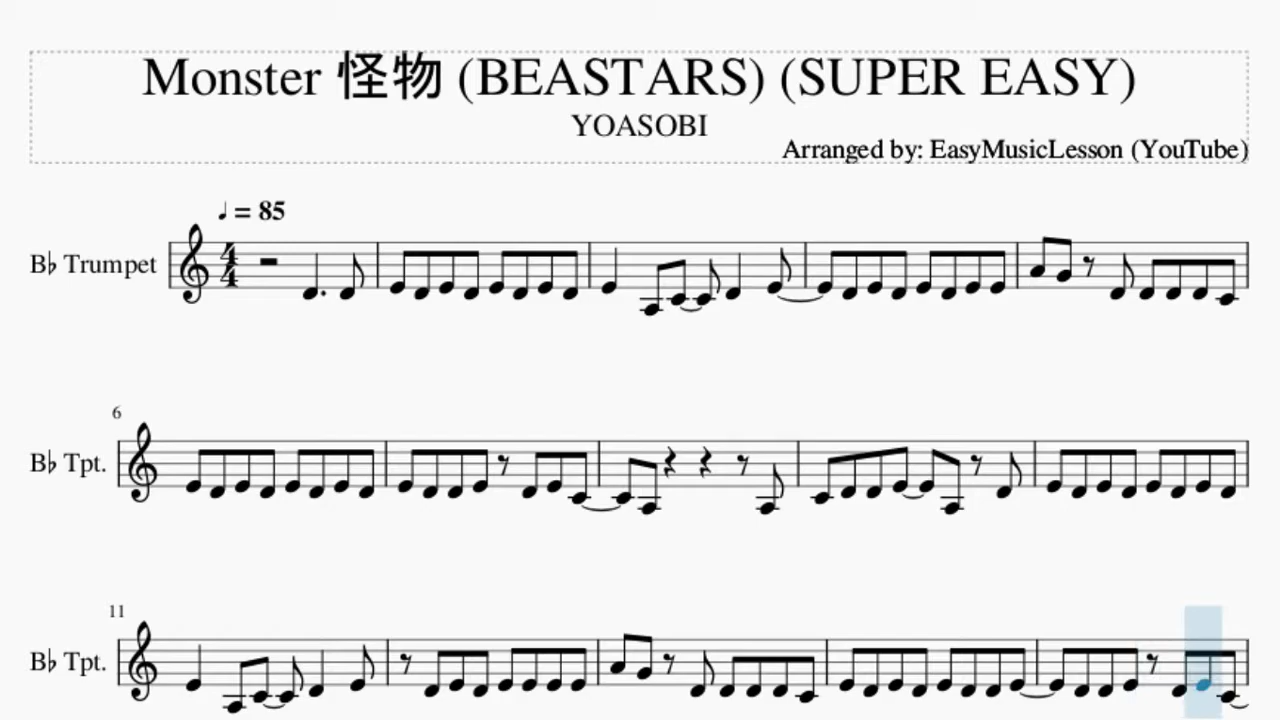 Monster 怪物 (BEASTARS) (SUPER EASY)
YOASOBI
Arranged by: EasyMusicLesson (YouTube)
♩ = 85
B♭ Trumpet
4
4
6
B♭ Tpt.
11
B♭ Tpt.